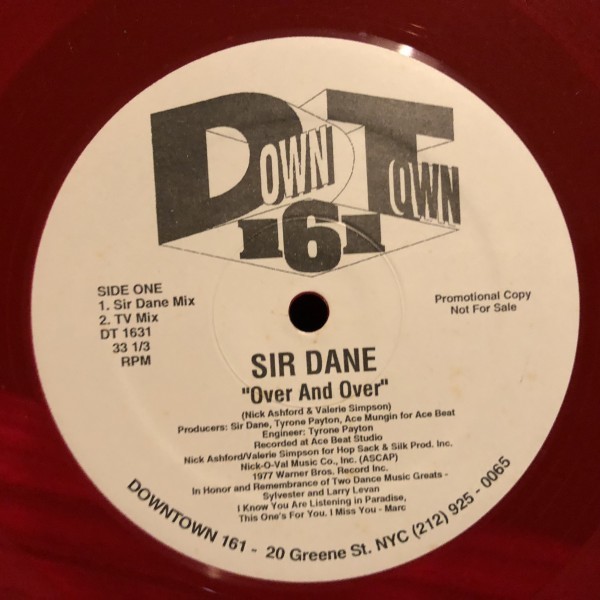 DOWN TOWN
161
SIDE ONE
1. Sir Dane Mix
2. TV Mix
DT 1631
33 1/3
RPM
Promotional Copy
Not For Sale
SIR DANE
"Over And Over"
(Nick Ashford & Valerie Simpson)
Producers: Sir Dane, Tyrone Payton, Ace Mungin for Ace Beat
Engineer: Tyrone Payton
Recorded at Ace Beat Studio
Nick Ashford/Valerie Simpson for Hop Sack & Silk Prod. Inc.
Nick-O-Val Music Co., Inc. (ASCAP)
1977 Warner Bros. Record Inc.
In Honor and Remembrance of Two Dance Music Greats -
Sylvester and Larry Levan
I Know You Are Listening in Paradise,
This One's For You. I Miss You - Marc
DOWNTOWN 161 - 20 Greene St. NYC (212) 925 - 0065